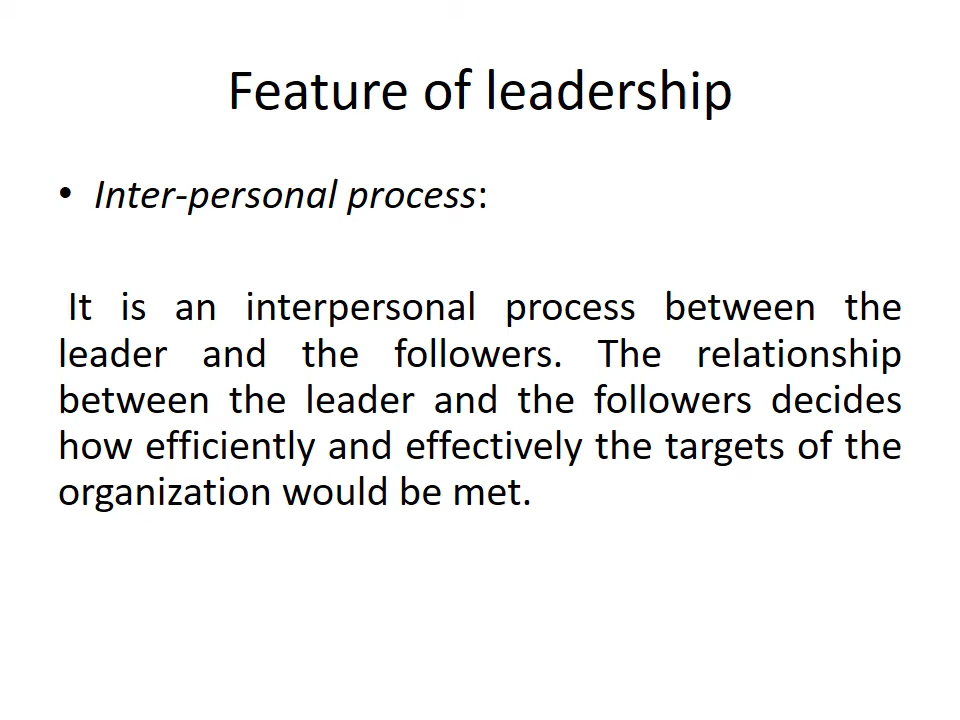 Feature of leadership
• Inter-personal process:
It is an interpersonal process between the
leader and the followers. The relationship
between the leader and the followers decides
how efficiently and effectively the targets of the
organization would be met.